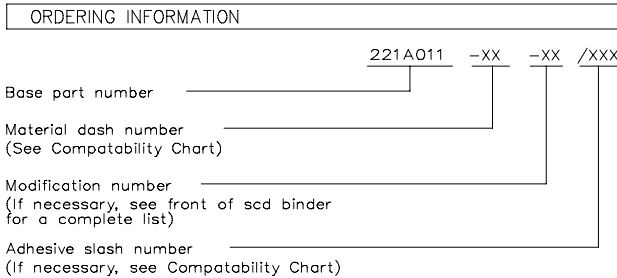 ORDERING INFORMATION
221A011 -XX -XX /XXX
Base part number
Material dash number
(See Compatability Chart)
Modification number
(If necessary, see front of scd binder
for a complete list)
Adhesive slash number
(If necessary, see Compatability Chart)